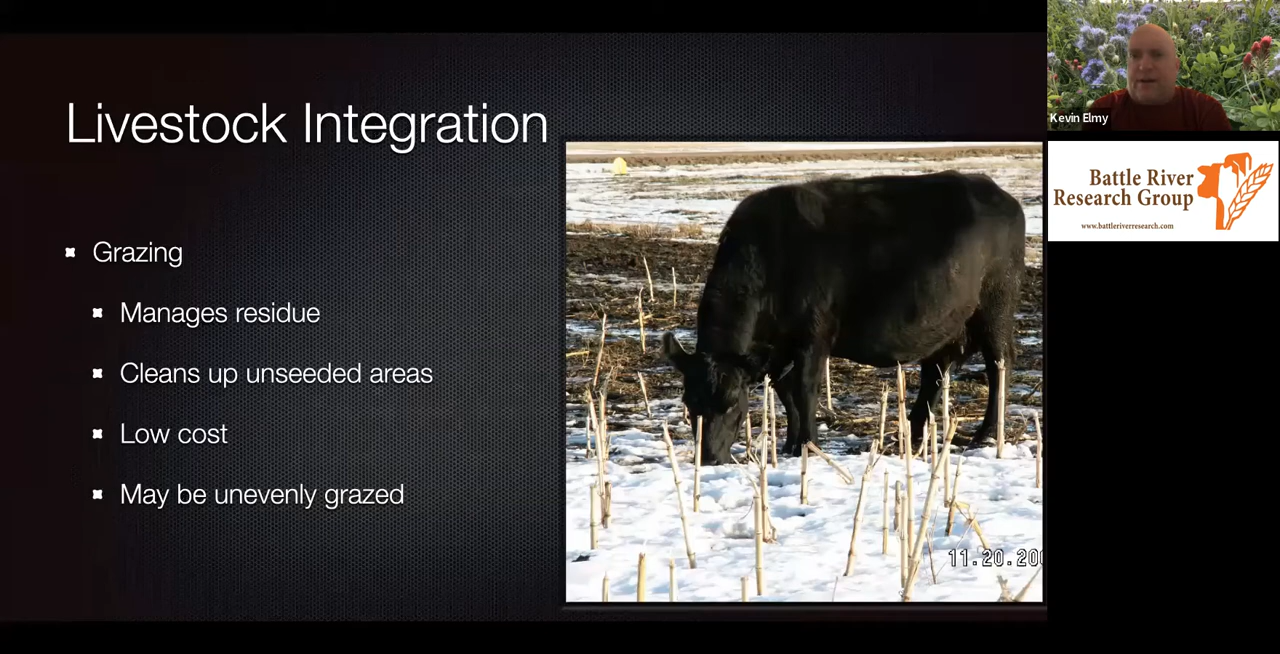 Livestock Integration
Grazing
Manages residue
Cleans up unseeded areas
Low cost
May be unevenly grazed
11.20.200
Kevin Elmy
Battle River
Research Group
www.battleriverresearch.com